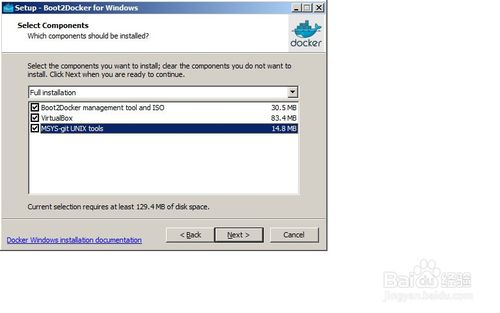 Setup - Boot2Docker for Windows
Select Components
Which components should be installed?
docker
Select the components you want to install; clear the components you do not want to
install. Click Next when you are ready to continue.
Full installation
Boot2Docker management tool and ISO 30.5 MB
VirtualBox 83.4 MB
MSYS-git UNIX tools 14.8 MB
Current selection requires at least 129.4 MB of disk space.
Docker Windows installation documentation
< Back Next > Cancel
Baidu经验
jingyan.baidu.com